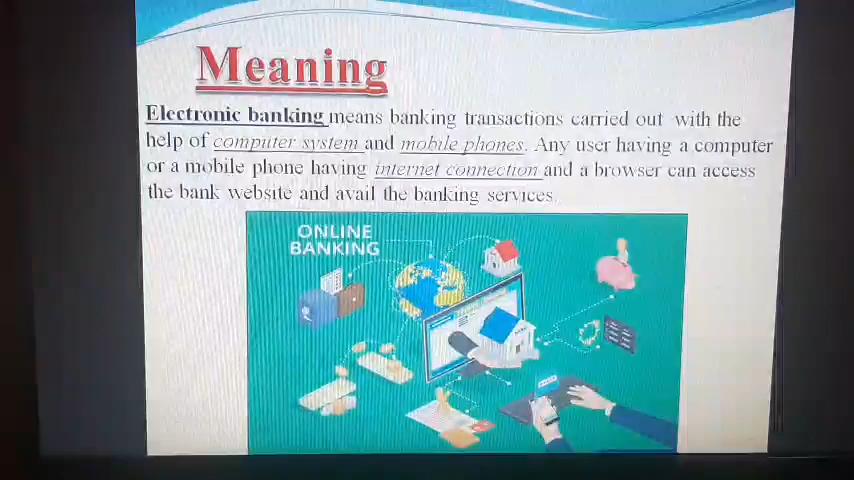 Meaning
Electronic banking means banking transactions carried out with the
help of computer system and mobile phones. Any user having a computer
or a mobile phone having internet connection and a browser can access
the bank website and avail the banking services.
ONLINE
BANKING